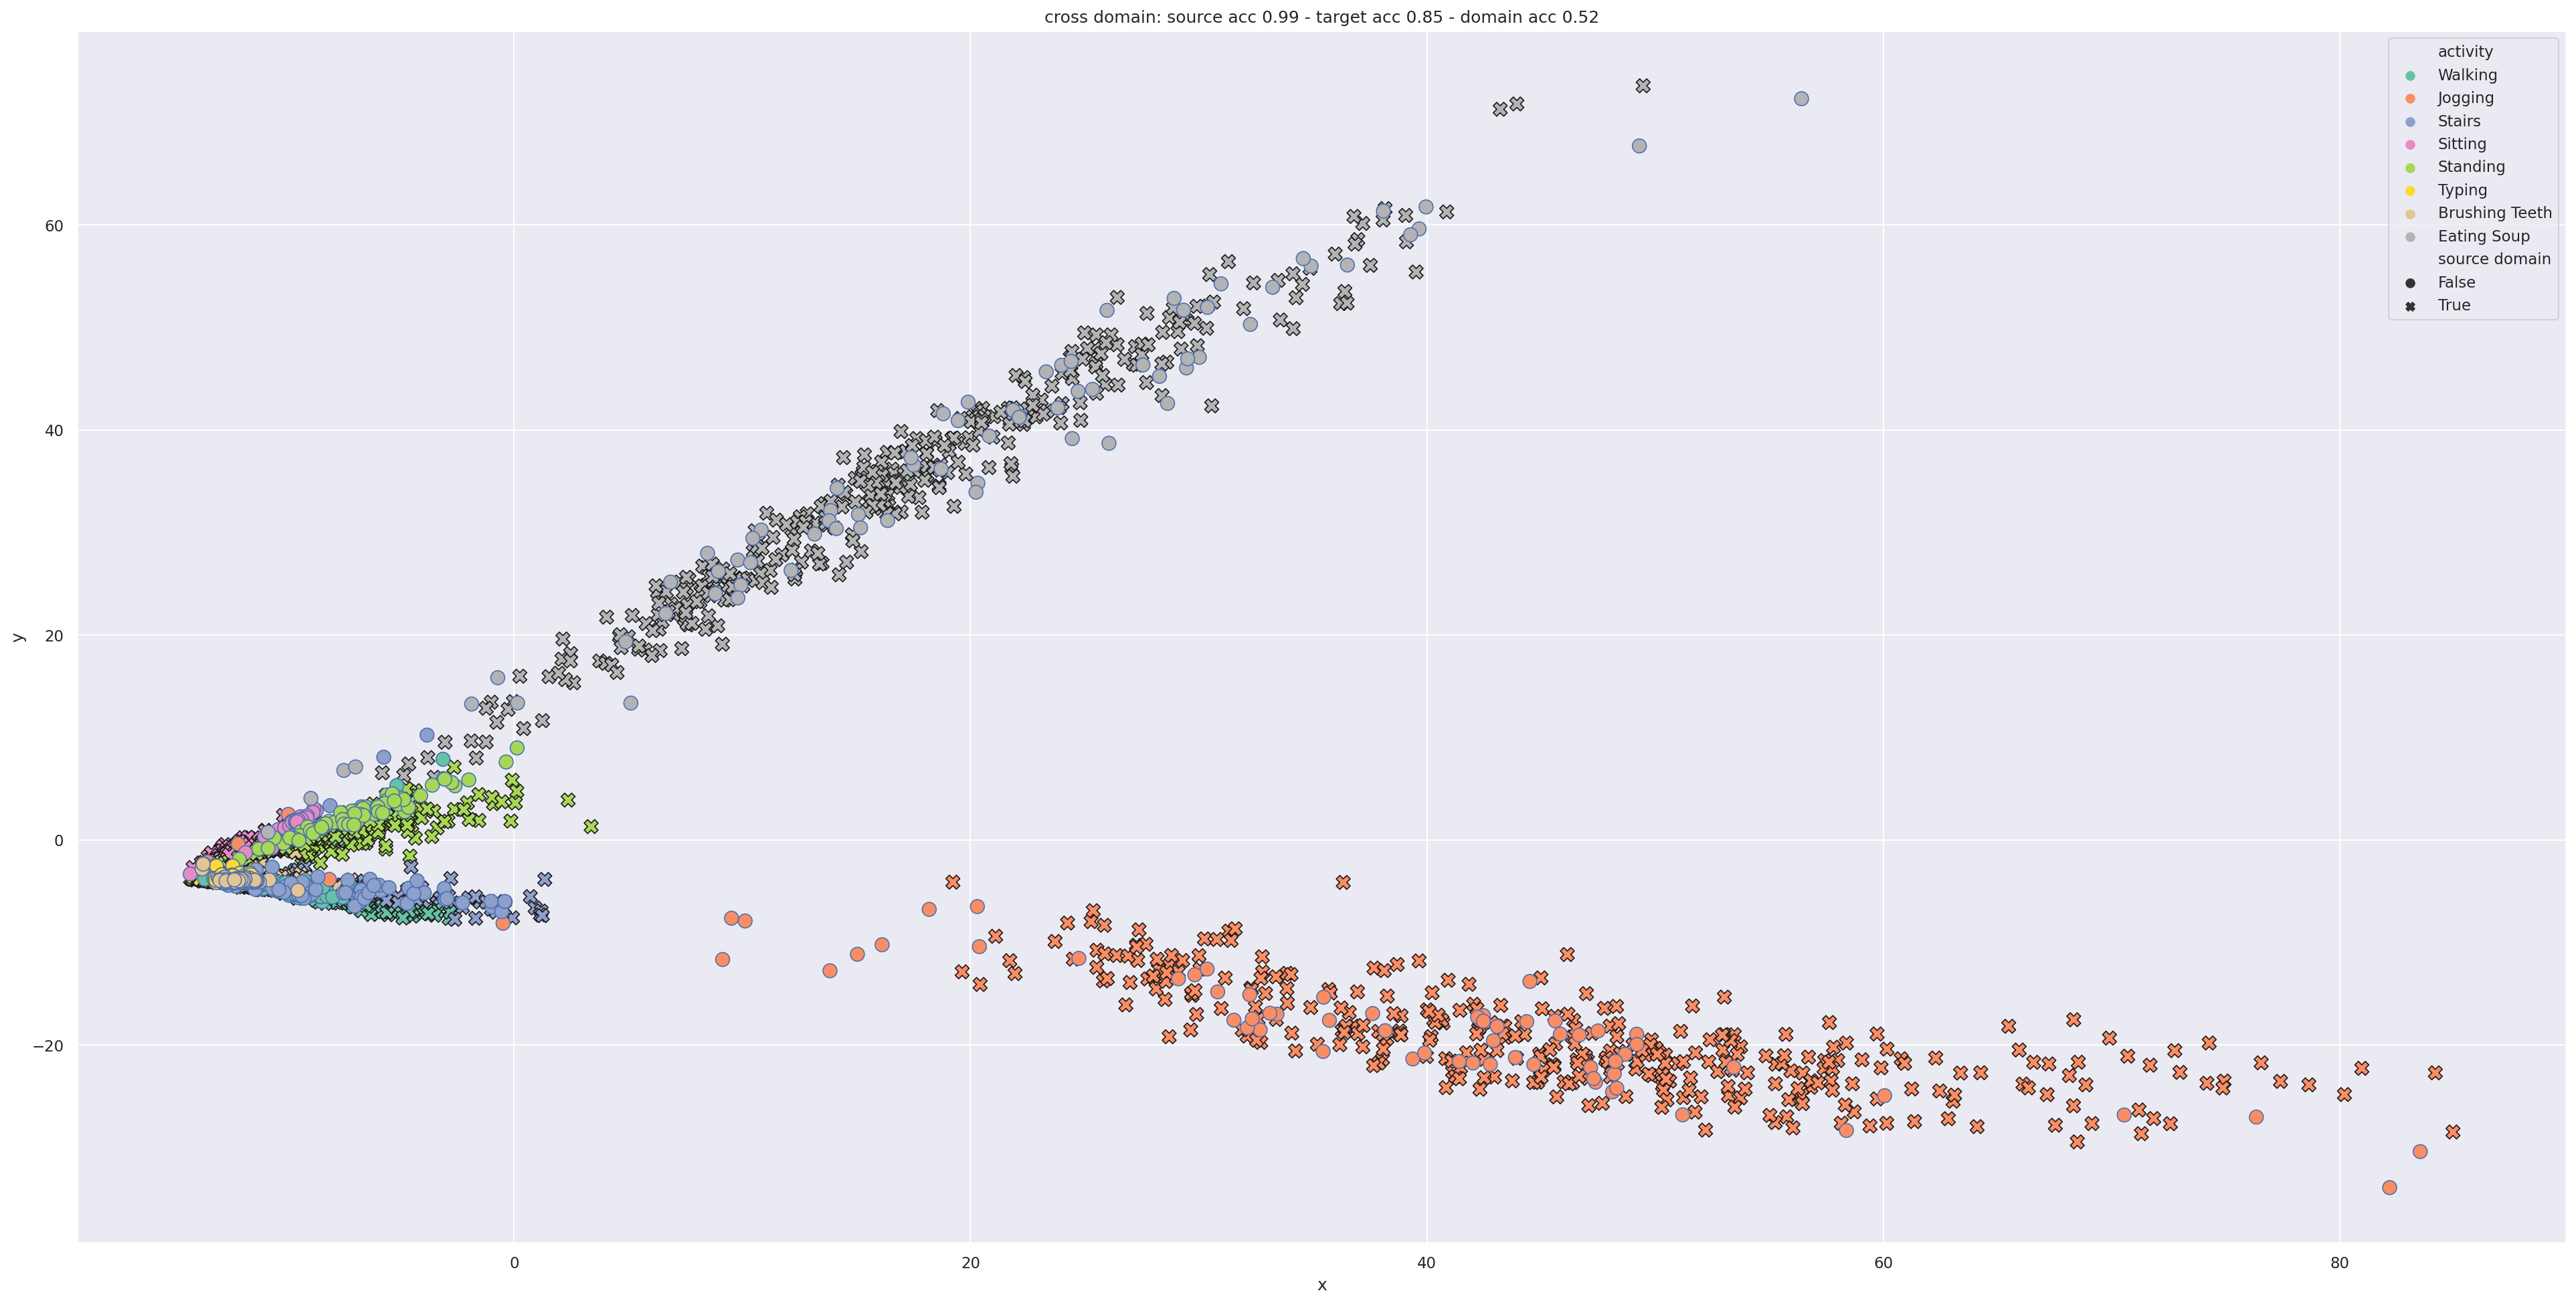 cross domain: source acc 0.99 - target acc 0.85 - domain acc 0.52
activity
Walking
Jogging
Stairs
Sitting
Standing
Typing
Brushing Teeth
Eating Soup
source domain
False
True
60
40
20
0
−20
y
0 20 40 60 80
x